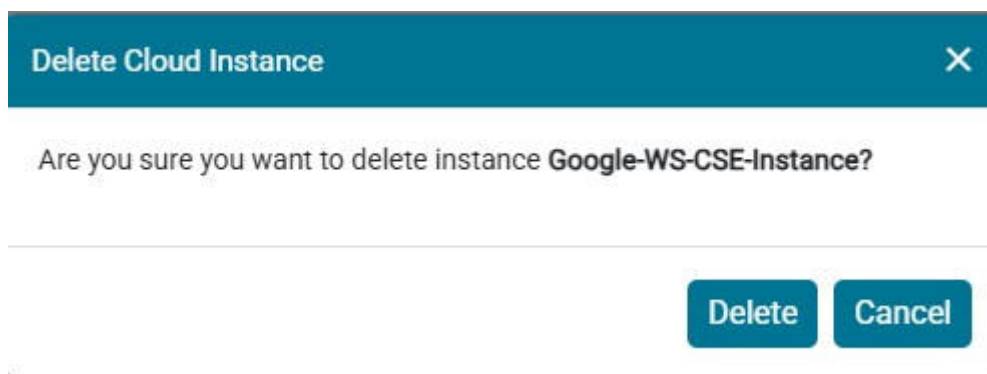 Delete Cloud Instance
Are you sure you want to delete instance Google-WS-CSE-Instance?
Delete Cancel